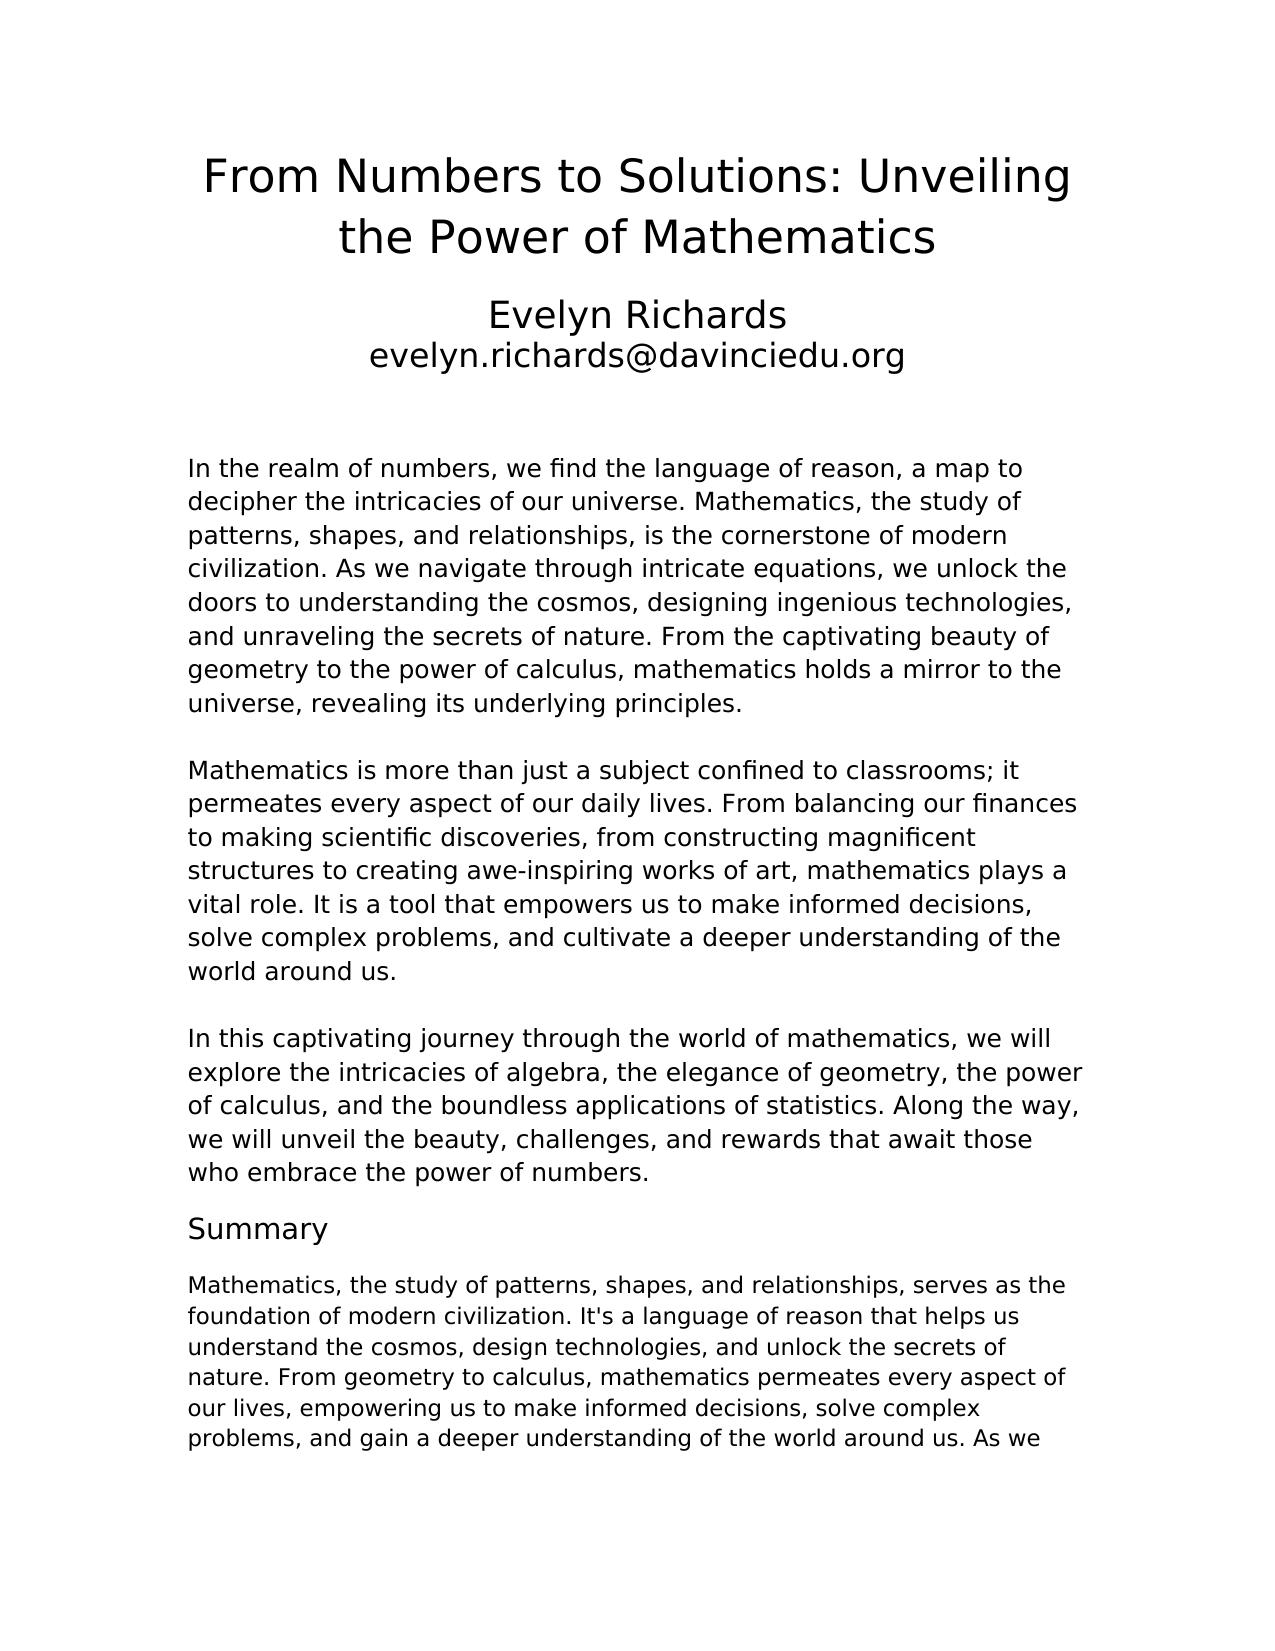 From Numbers to Solutions: Unveiling
the Power of Mathematics
Evelyn Richards
evelyn.richards@davinciedu.org
In the realm of numbers, we find the language of reason, a map to
decipher the intricacies of our universe. Mathematics, the study of
patterns, shapes, and relationships, is the cornerstone of modern
civilization. As we navigate through intricate equations, we unlock the
doors to understanding the cosmos, designing ingenious technologies,
and unraveling the secrets of nature. From the captivating beauty of
geometry to the power of calculus, mathematics holds a mirror to the
universe, revealing its underlying principles.
Mathematics is more than just a subject confined to classrooms; it
permeates every aspect of our daily lives. From balancing our finances
to making scientific discoveries, from constructing magnificent
structures to creating awe-inspiring works of art, mathematics plays a
vital role. It is a tool that empowers us to make informed decisions,
solve complex problems, and cultivate a deeper understanding of the
world around us.
In this captivating journey through the world of mathematics, we will
explore the intricacies of algebra, the elegance of geometry, the power
of calculus, and the boundless applications of statistics. Along the way,
we will unveil the beauty, challenges, and rewards that await those
who embrace the power of numbers.
Summary
Mathematics, the study of patterns, shapes, and relationships, serves as the
foundation of modern civilization. It's a language of reason that helps us
understand the cosmos, design technologies, and unlock the secrets of
nature. From geometry to calculus, mathematics permeates every aspect of
our lives, empowering us to make informed decisions, solve complex
problems, and gain a deeper understanding of the world around us. As we